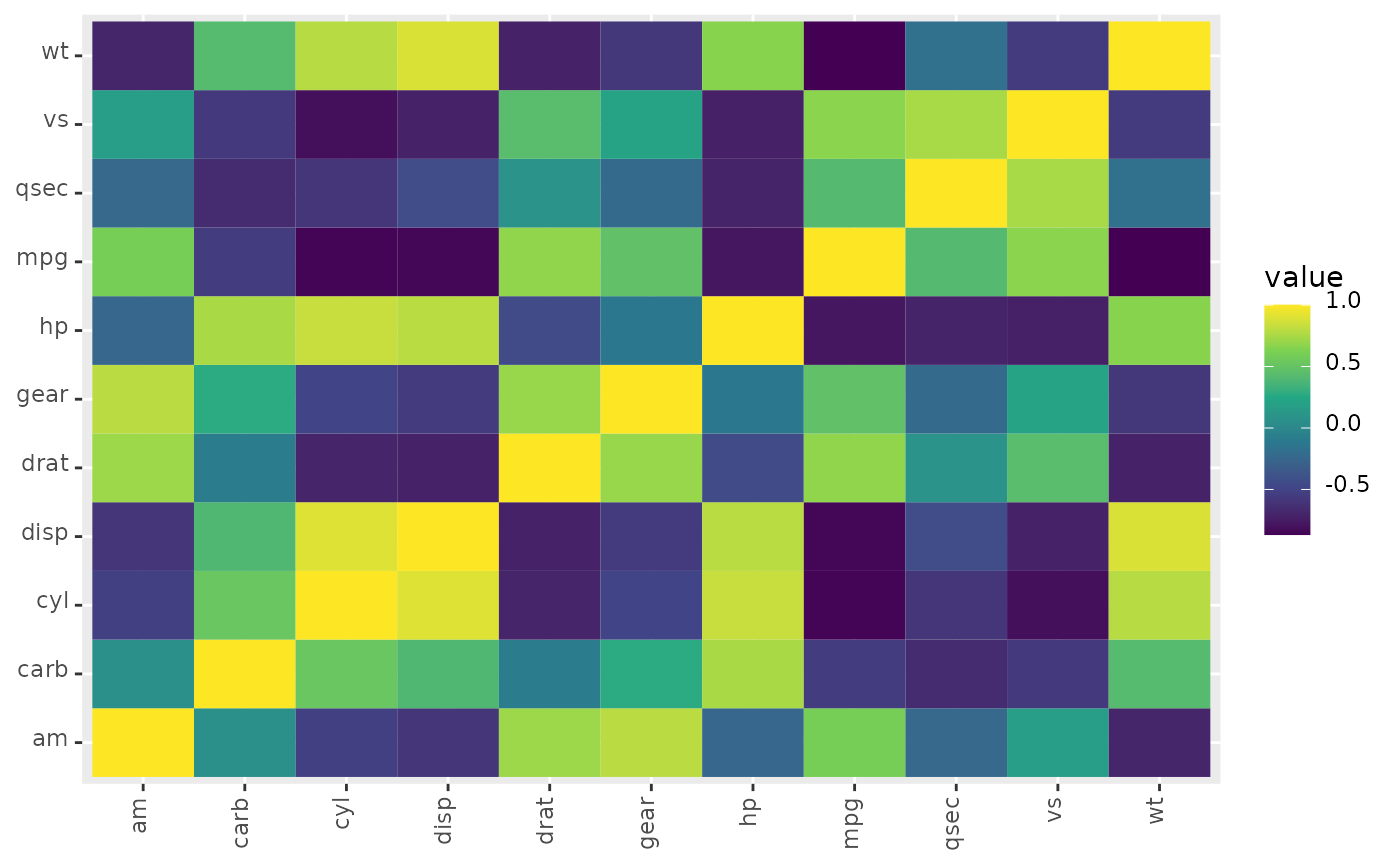 wt
vs
qsec
mpg
hp
gear
drat
disp
cyl
carb
am
am
carb
cyl
disp
drat
gear
hp
mpg
qsec
vs
wt
value
1.0
0.5
0.0
-0.5